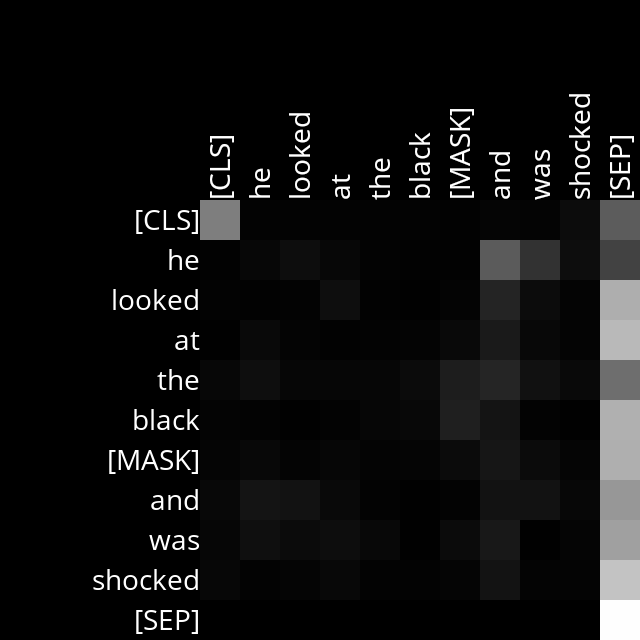 [CLS] he looked at the black [MASK] and was shocked [SEP]
[CLS]
he
looked
at
the
black
[MASK]
and
was
shocked
[SEP]